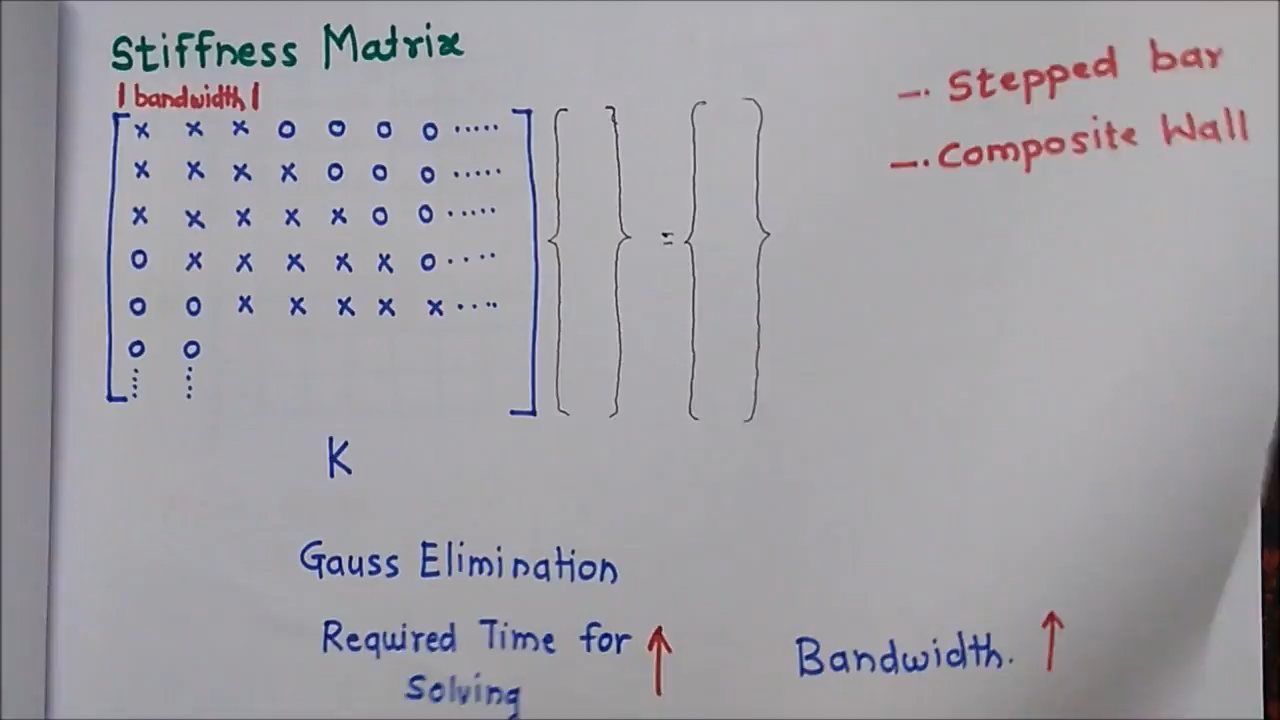 Stiffness Matrix
| bandwidth |
x x x o o o o .....
x x x x o o o .....
x x x x x o o .....
o x x x x x o ....
o o x x x x x ....
o o
: :
=
K
-. Stepped bar
-. Composite Wall
Gauss Elimination
Required Time for ↑
Solving
Bandwidth. ↑